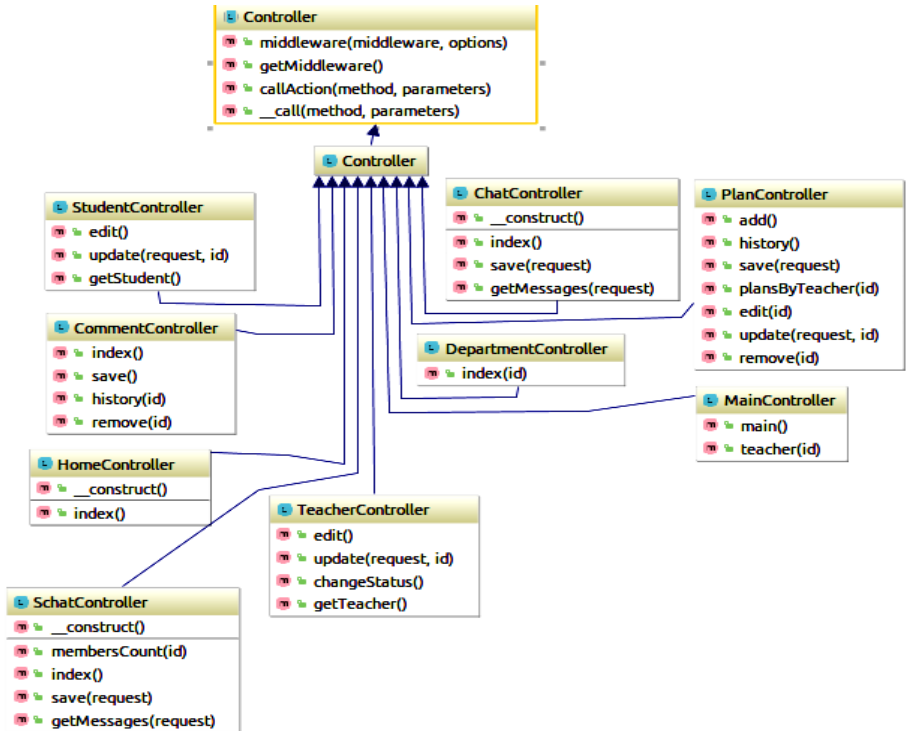 Controller
middleware(middleware, options)
getMiddleware()
callAction(method, parameters)
__call(method, parameters)
Controller
StudentController
edit()
update(request, id)
getStudent()
ChatController
__construct()
index()
save(request)
getMessages(request)
PlanController
add()
history()
save(request)
plansByTeacher(id)
edit(id)
update(request, id)
remove(id)
CommentController
index()
save()
history(id)
remove(id)
DepartmentController
index(id)
MainController
main()
teacher(id)
HomeController
__construct()
index()
TeacherController
edit()
update(request, id)
changeStatus()
getTeacher()
SchatController
__construct()
membersCount(id)
index()
save(request)
getMessages(request)